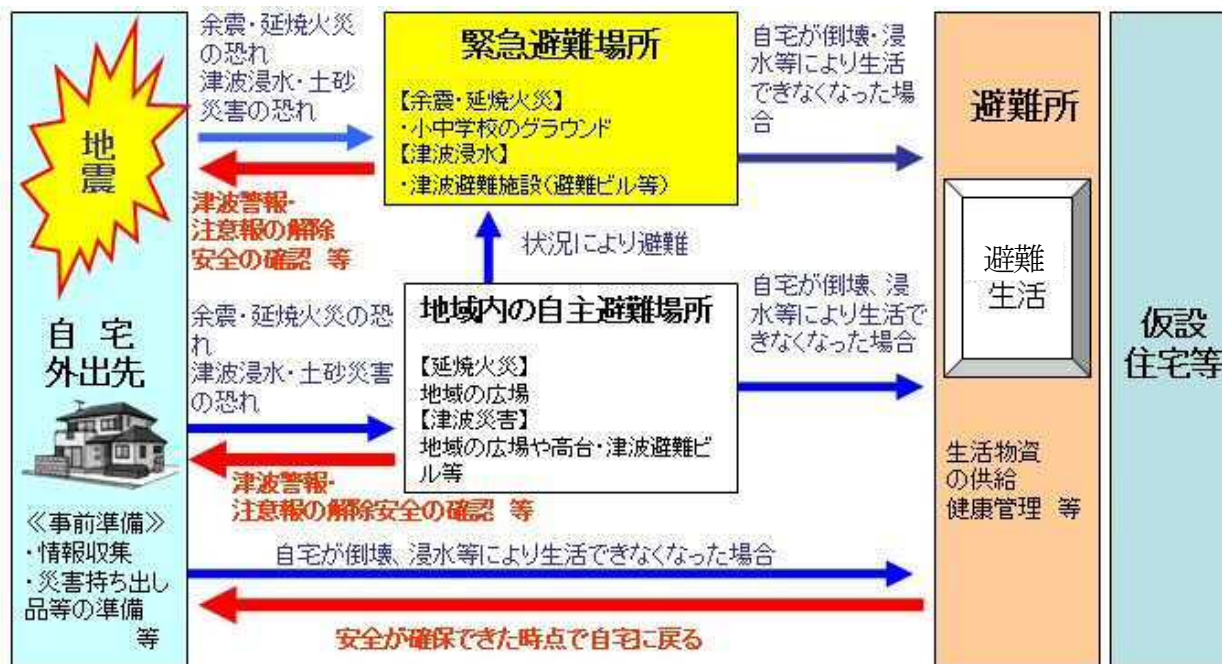 地
震
自 宅
外出先
≪事前準備≫
・情報収集
・災害持ち出し
品等の準備
等
余震・延焼火災
の恐れ
津波浸水・土砂
災害の恐れ
津波警報・
注意報の解除
安全の確認 等
余震・延焼火災の恐
れ
津波浸水・土砂災害
の恐れ
津波警報・
注意報の解除安全の確認 等
緊急避難場所
【余震・延焼火災】
・小中学校のグラウンド
【津波浸水】
・津波避難施設(避難ビル等)
状況により避難
地域内の自主避難場所
【延焼火災】
地域の広場
【津波災害】
地域の広場や高台・津波避難ビ
ル等
自宅が倒壊・浸
水等により生活
できなくなった場
合
自宅が倒壊、浸
水等により生活で
きなくなった場合
自宅が倒壊、浸水等により生活できなくなった場合
安全が確保できた時点で自宅に戻る
避難所
避難
生活
生活物資
の供給
健康管理 等
仮設
住宅等